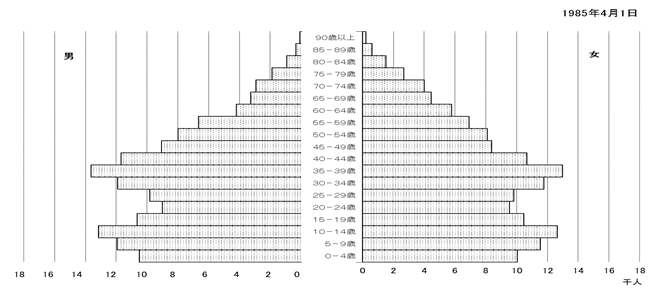 1985年4月1日
男
女
90歳以上
85－89歳
80－84歳
75－79歳
70－74歳
65－69歳
60－64歳
55－59歳
50－54歳
45－49歳
40－44歳
35－39歳
30－34歳
25－29歳
20－24歳
15－19歳
10－14歳
5－9歳
0－4歳
18 16 14 12 10 8 6 4 2 0
0 2 4 6 8 10 12 14 16 18
千人